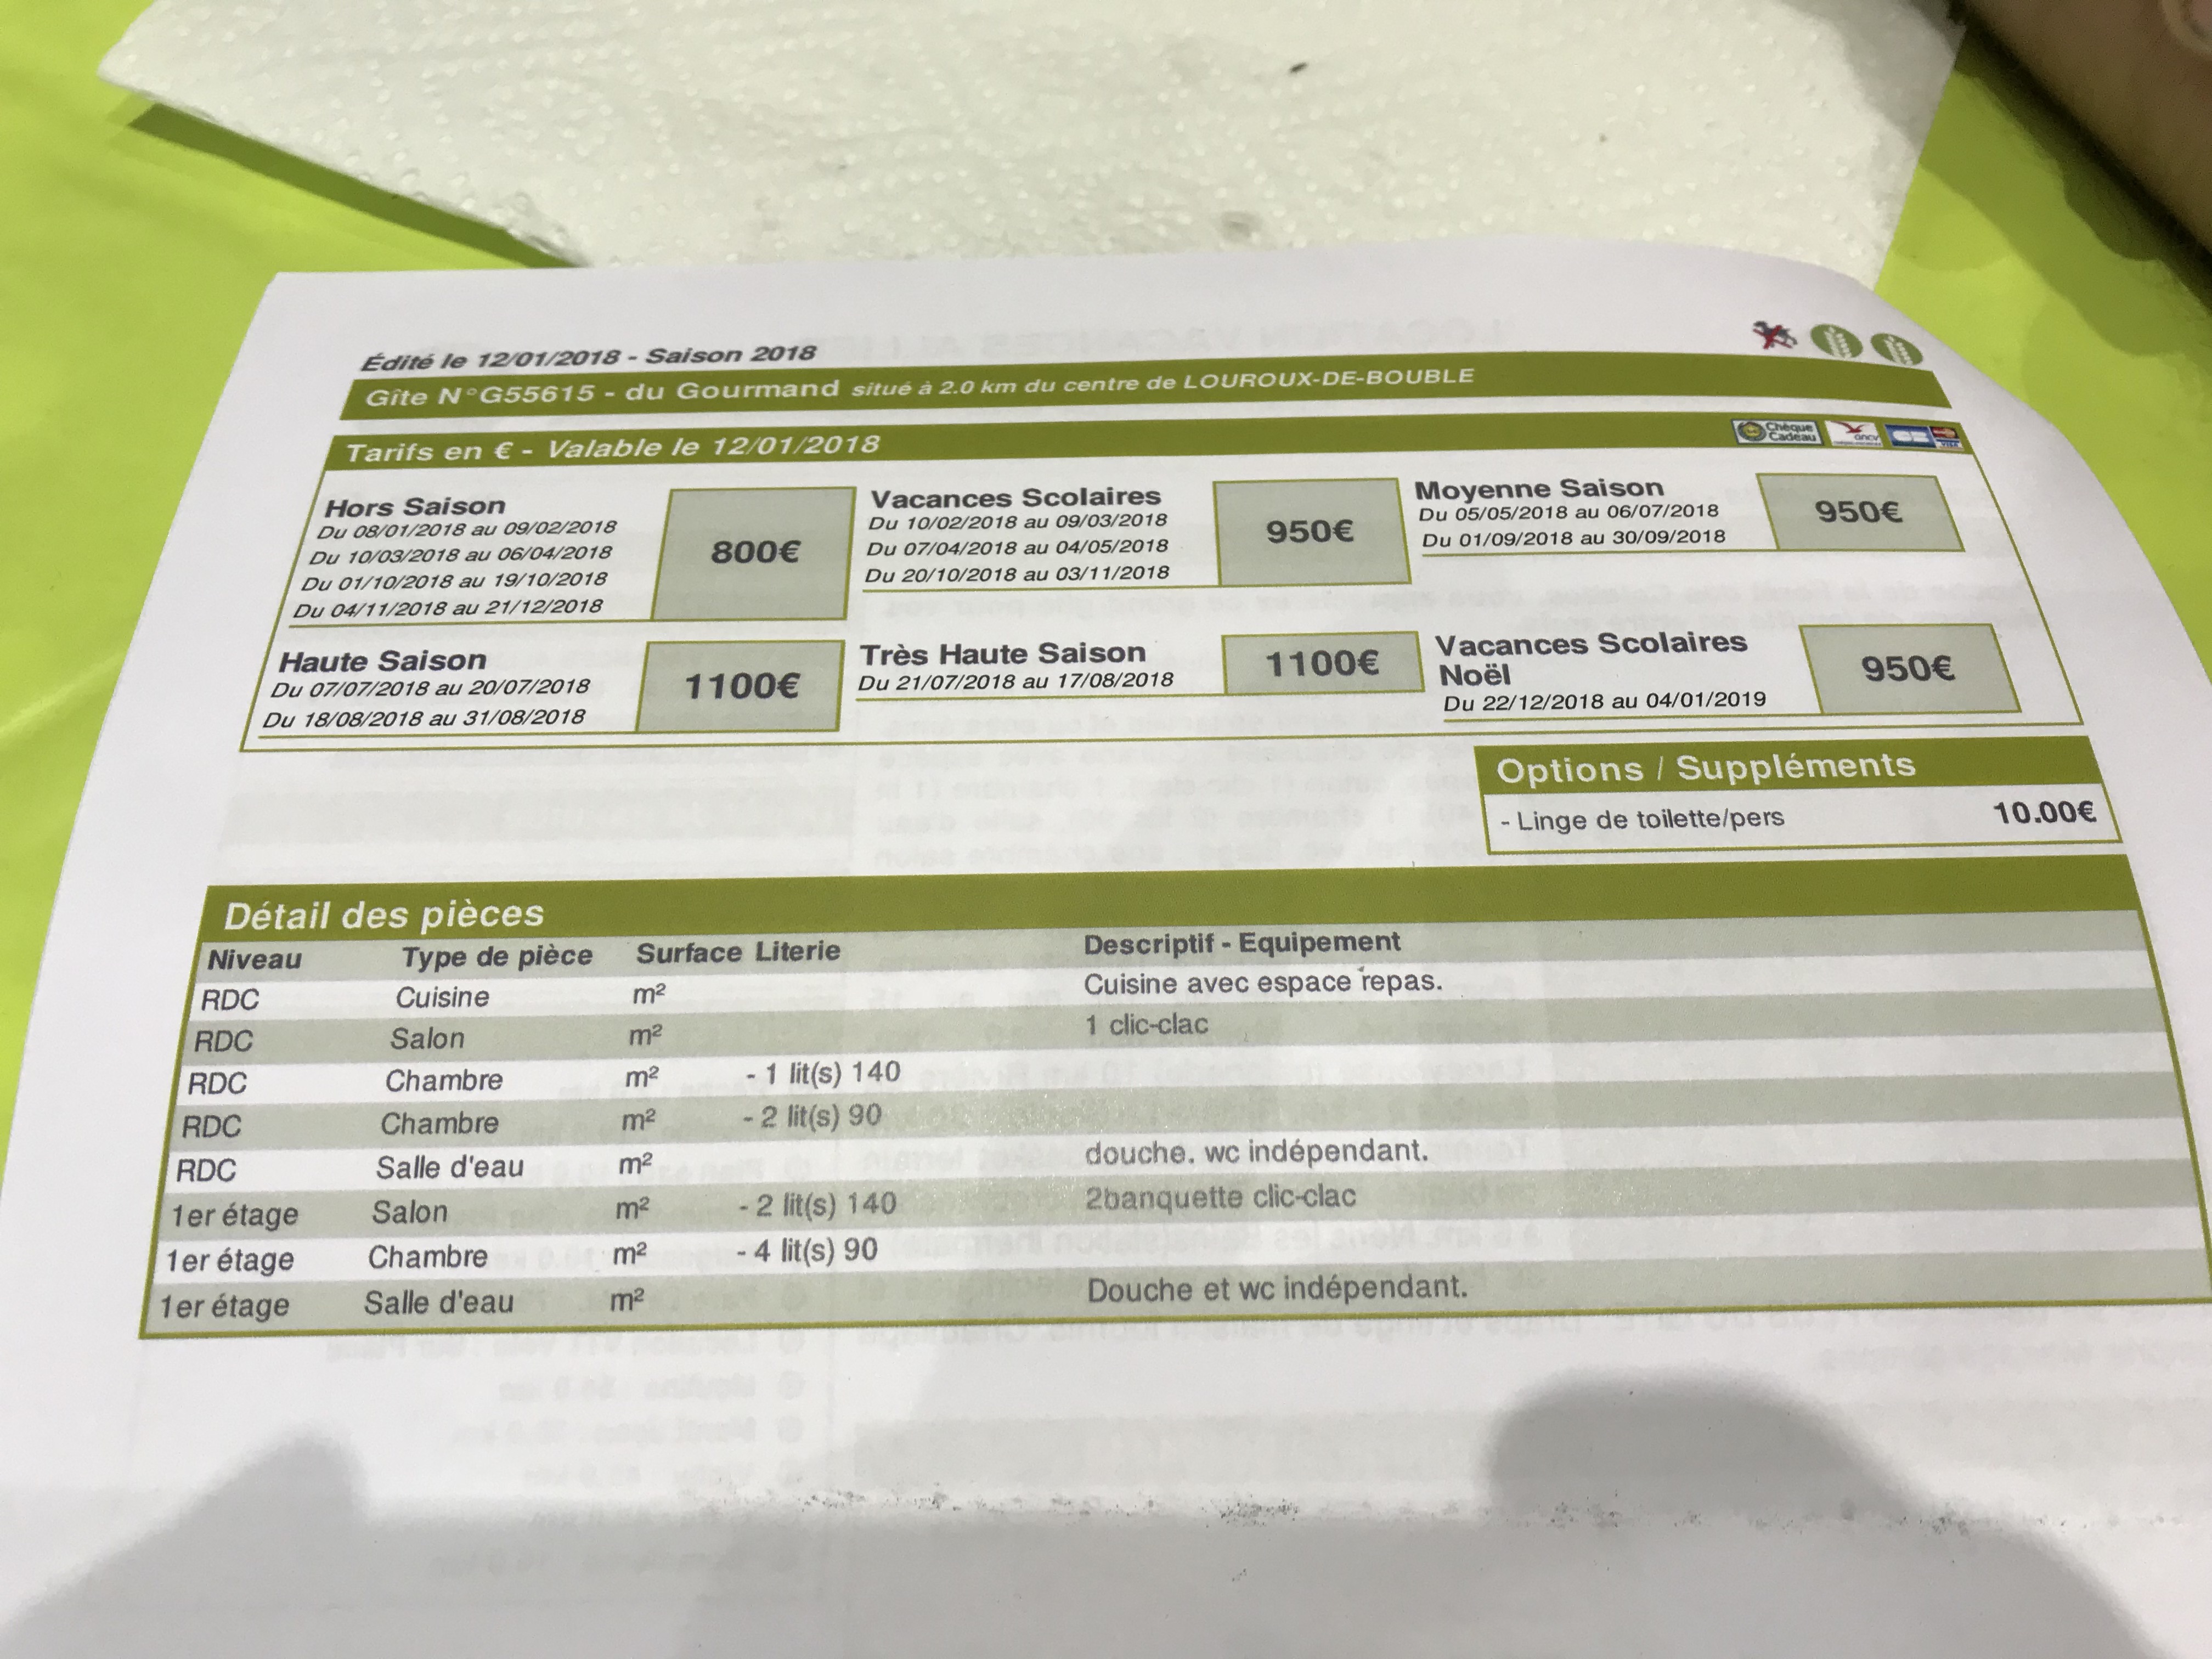 Édité le 12/01/2018 - Saison 2018
Gîte N°G55615 - du Gourmand situé à 2.0 km du centre de LOUROUX-DE-BOUBLE
Tarifs en € - Valable le 12/01/2018
Chèque
Cadeau
ancv
CB
VISA
Hors Saison
Du 08/01/2018 au 09/02/2018
Du 10/03/2018 au 06/04/2018
Du 01/10/2018 au 19/10/2018
Du 04/11/2018 au 21/12/2018
800€
Vacances Scolaires
Du 10/02/2018 au 09/03/2018
Du 07/04/2018 au 04/05/2018
Du 20/10/2018 au 03/11/2018
950€
Moyenne Saison
Du 05/05/2018 au 06/07/2018
Du 01/09/2018 au 30/09/2018
950€
Haute Saison
Du 07/07/2018 au 20/07/2018
Du 18/08/2018 au 31/08/2018
1100€
Très Haute Saison
Du 21/07/2018 au 17/08/2018
1100€
Vacances Scolaires
Noël
Du 22/12/2018 au 04/01/2019
950€
Options / Suppléments
- Linge de toilette/pers 10.00€
Détail des pièces
Niveau Type de pièce Surface Literie Descriptif - Equipement
RDC Cuisine m² Cuisine avec espace repas.
RDC Salon m² 1 clic-clac
RDC Chambre m² - 1 lit(s) 140
RDC Chambre m² - 2 lit(s) 90
RDC Salle d'eau m² douche. wc indépendant.
1er étage Salon m² - 2 lit(s) 140 2banquette clic-clac
1er étage Chambre m² - 4 lit(s) 90
1er étage Salle d'eau m² Douche et wc indépendant.